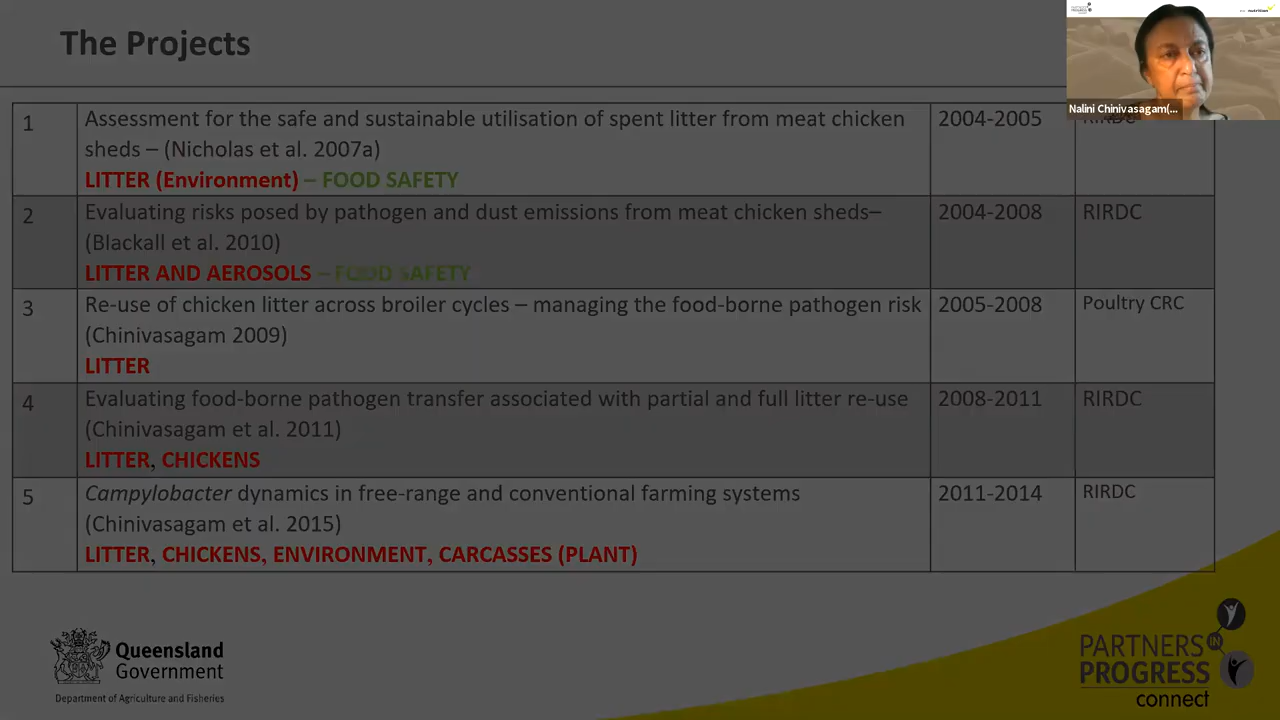 The Projects
Nalini Chinivasagam(...
1
Assessment for the safe and sustainable utilisation of spent litter from meat chicken
sheds – (Nicholas et al. 2007a)
LITTER (Environment) – FOOD SAFETY
2004-2005
RIRDC
2
Evaluating risks posed by pathogen and dust emissions from meat chicken sheds–
(Blackall et al. 2010)
LITTER AND AEROSOLS – FOOD SAFETY
2004-2008
RIRDC
3
Re-use of chicken litter across broiler cycles – managing the food-borne pathogen risk
(Chinivasagam 2009)
LITTER
2005-2008
Poultry CRC
4
Evaluating food-borne pathogen transfer associated with partial and full litter re-use
(Chinivasagam et al. 2011)
LITTER, CHICKENS
2008-2011
RIRDC
5
Campylobacter dynamics in free-range and conventional farming systems
(Chinivasagam et al. 2015)
LITTER, CHICKENS, ENVIRONMENT, CARCASSES (PLANT)
2011-2014
RIRDC
Queensland
Government
Department of Agriculture and Fisheries
PARTNERS
IN
PROGRESS
connect